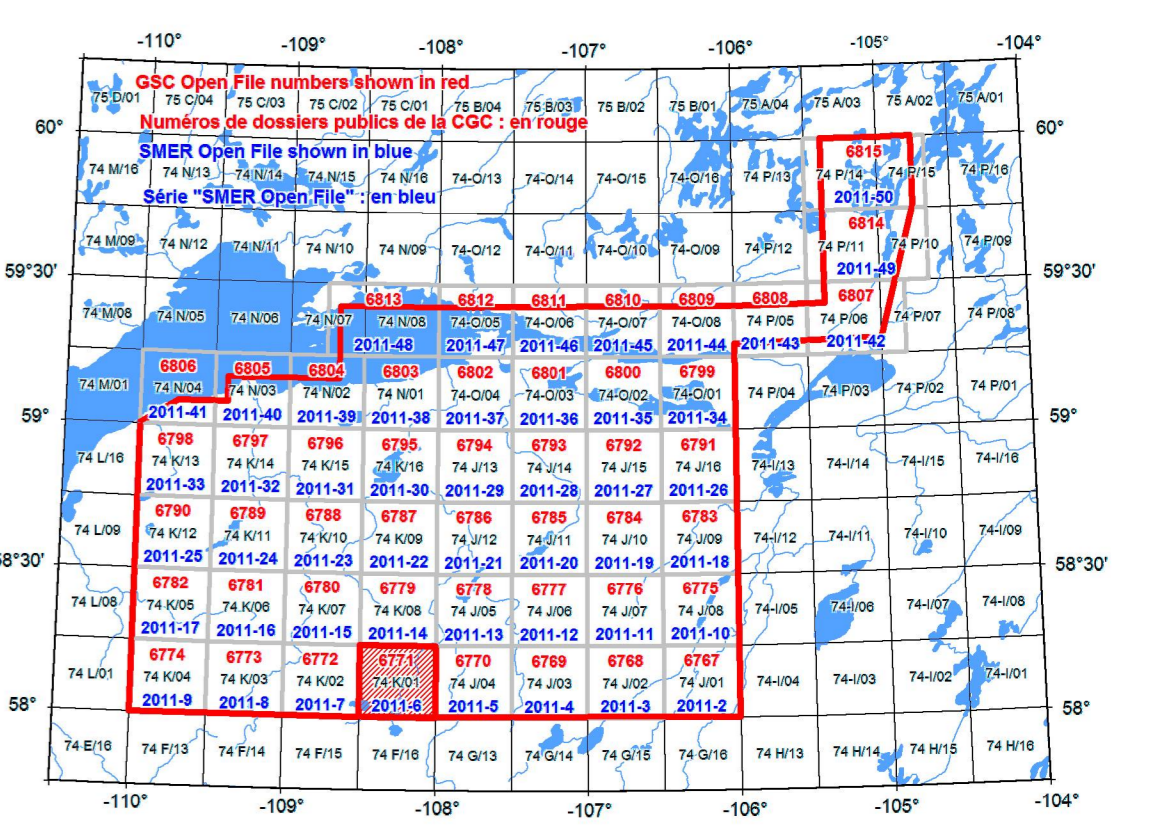 -110° -109° -108° -107° -106° -105° -104°
GSC Open File numbers shown in red
75 D/01 75 C/04 75 C/03 75 C/02 75 C/01 75 B/04 75 B/03 75 B/02 75 B/01 75 A/04 75 A/03 75 A/02 75 A/01
Numéros de dossiers publics de la CGC : en rouge
60° 60°
SMER Open File shown in blue
6815
74 M/16 74 N/13 74 N/14 74 N/15 74 N/16 74-O/13 74-O/14 74-O/15 74-O/16 74 P/13 74 P/14 74 P/15 74 P/16
Série "SMER Open File" : en bleu
2011-50
6814
74 M/09 74 N/12 74 N/11 74 N/10 74 N/09 74-O/12 74-O/11 74-O/10 74-O/09 74 P/12 74 P/11 74 P/10 74 P/09
2011-49
59°30' 59°30'
6813 6812 6811 6810 6809 6808 6807
74 M/08 74 N/05 74 N/06 74 N/07 74 N/08 74-O/05 74-O/06 74-O/07 74-O/08 74 P/05 74 P/06 74 P/07 74 P/08
2011-48 2011-47 2011-46 2011-45 2011-44 2011-43 2011-42
6806 6805 6804 6803 6802 6801 6800 6799
74 M/01 74 N/04 74 N/03 74 N/02 74 N/01 74-O/04 74-O/03 74-O/02 74-O/01 74 P/04 74 P/03 74 P/02 74 P/01
2011-41 2011-40 2011-39 2011-38 2011-37 2011-36 2011-35 2011-34
59° 59°
6798 6797 6796 6795 6794 6793 6792 6791
74 L/16 74 K/13 74 K/14 74 K/15 74 K/16 74 J/13 74 J/14 74 J/15 74 J/16 74-I/13 74-I/14 74-I/15 74-I/16
2011-33 2011-32 2011-31 2011-30 2011-29 2011-28 2011-27 2011-26
6790 6789 6788 6787 6786 6785 6784 6783
74 L/09 74 K/12 74 K/11 74 K/10 74 K/09 74 J/12 74 J/11 74 J/10 74 J/09 74-I/12 74-I/11 74-I/10 74-I/09
2011-25 2011-24 2011-23 2011-22 2011-21 2011-20 2011-19 2011-18
8°30' 58°30'
6782 6781 6780 6779 6778 6777 6776 6775
74 L/08 74 K/05 74 K/06 74 K/07 74 K/08 74 J/05 74 J/06 74 J/07 74 J/08 74-I/05 74-I/06 74-I/07 74-I/08
2011-17 2011-16 2011-15 2011-14 2011-13 2011-12 2011-11 2011-10
6774 6773 6772 6771 6770 6769 6768 6767
74 L/01 74 K/04 74 K/03 74 K/02 74-K/01 74 J/04 74 J/03 74 J/02 74 J/01 74-I/04 74-I/03 74-I/02 74-I/01
2011-9 2011-8 2011-7 2011-6 2011-5 2011-4 2011-3 2011-2
58° 58°
74 E/16 74 F/13 74 F/14 74 F/15 74 F/16 74 G/13 74 G/14 74 G/15 74 G/16 74 H/13 74 H/14 74 H/15 74 H/16
-110° -109° -108° -107° -106° -105° -104°